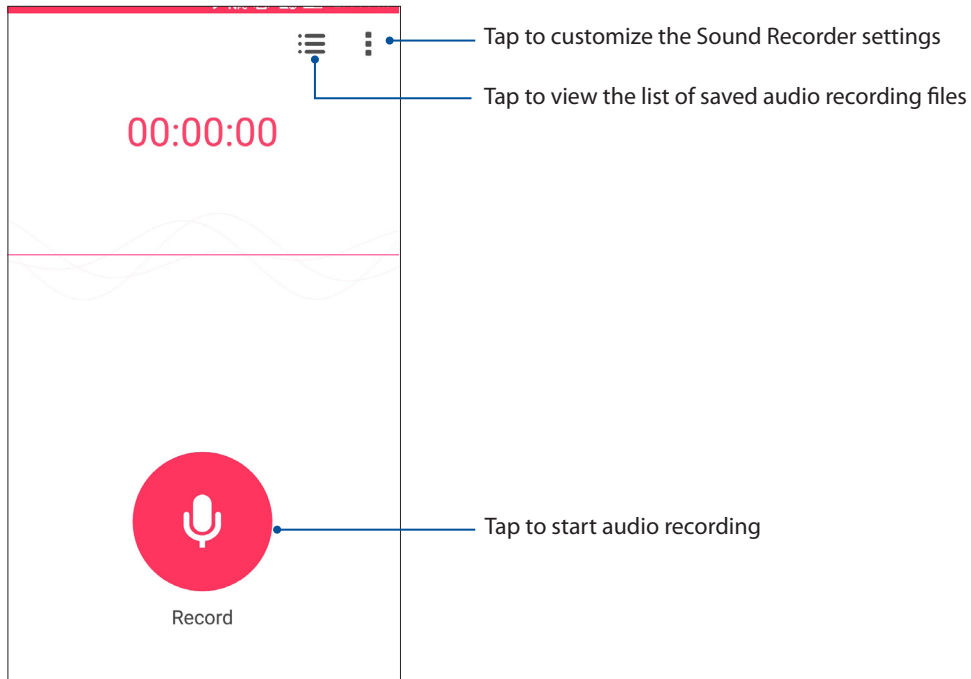 Tap to customize the Sound Recorder settings
Tap to view the list of saved audio recording files
00:00:00
Tap to start audio recording
Record